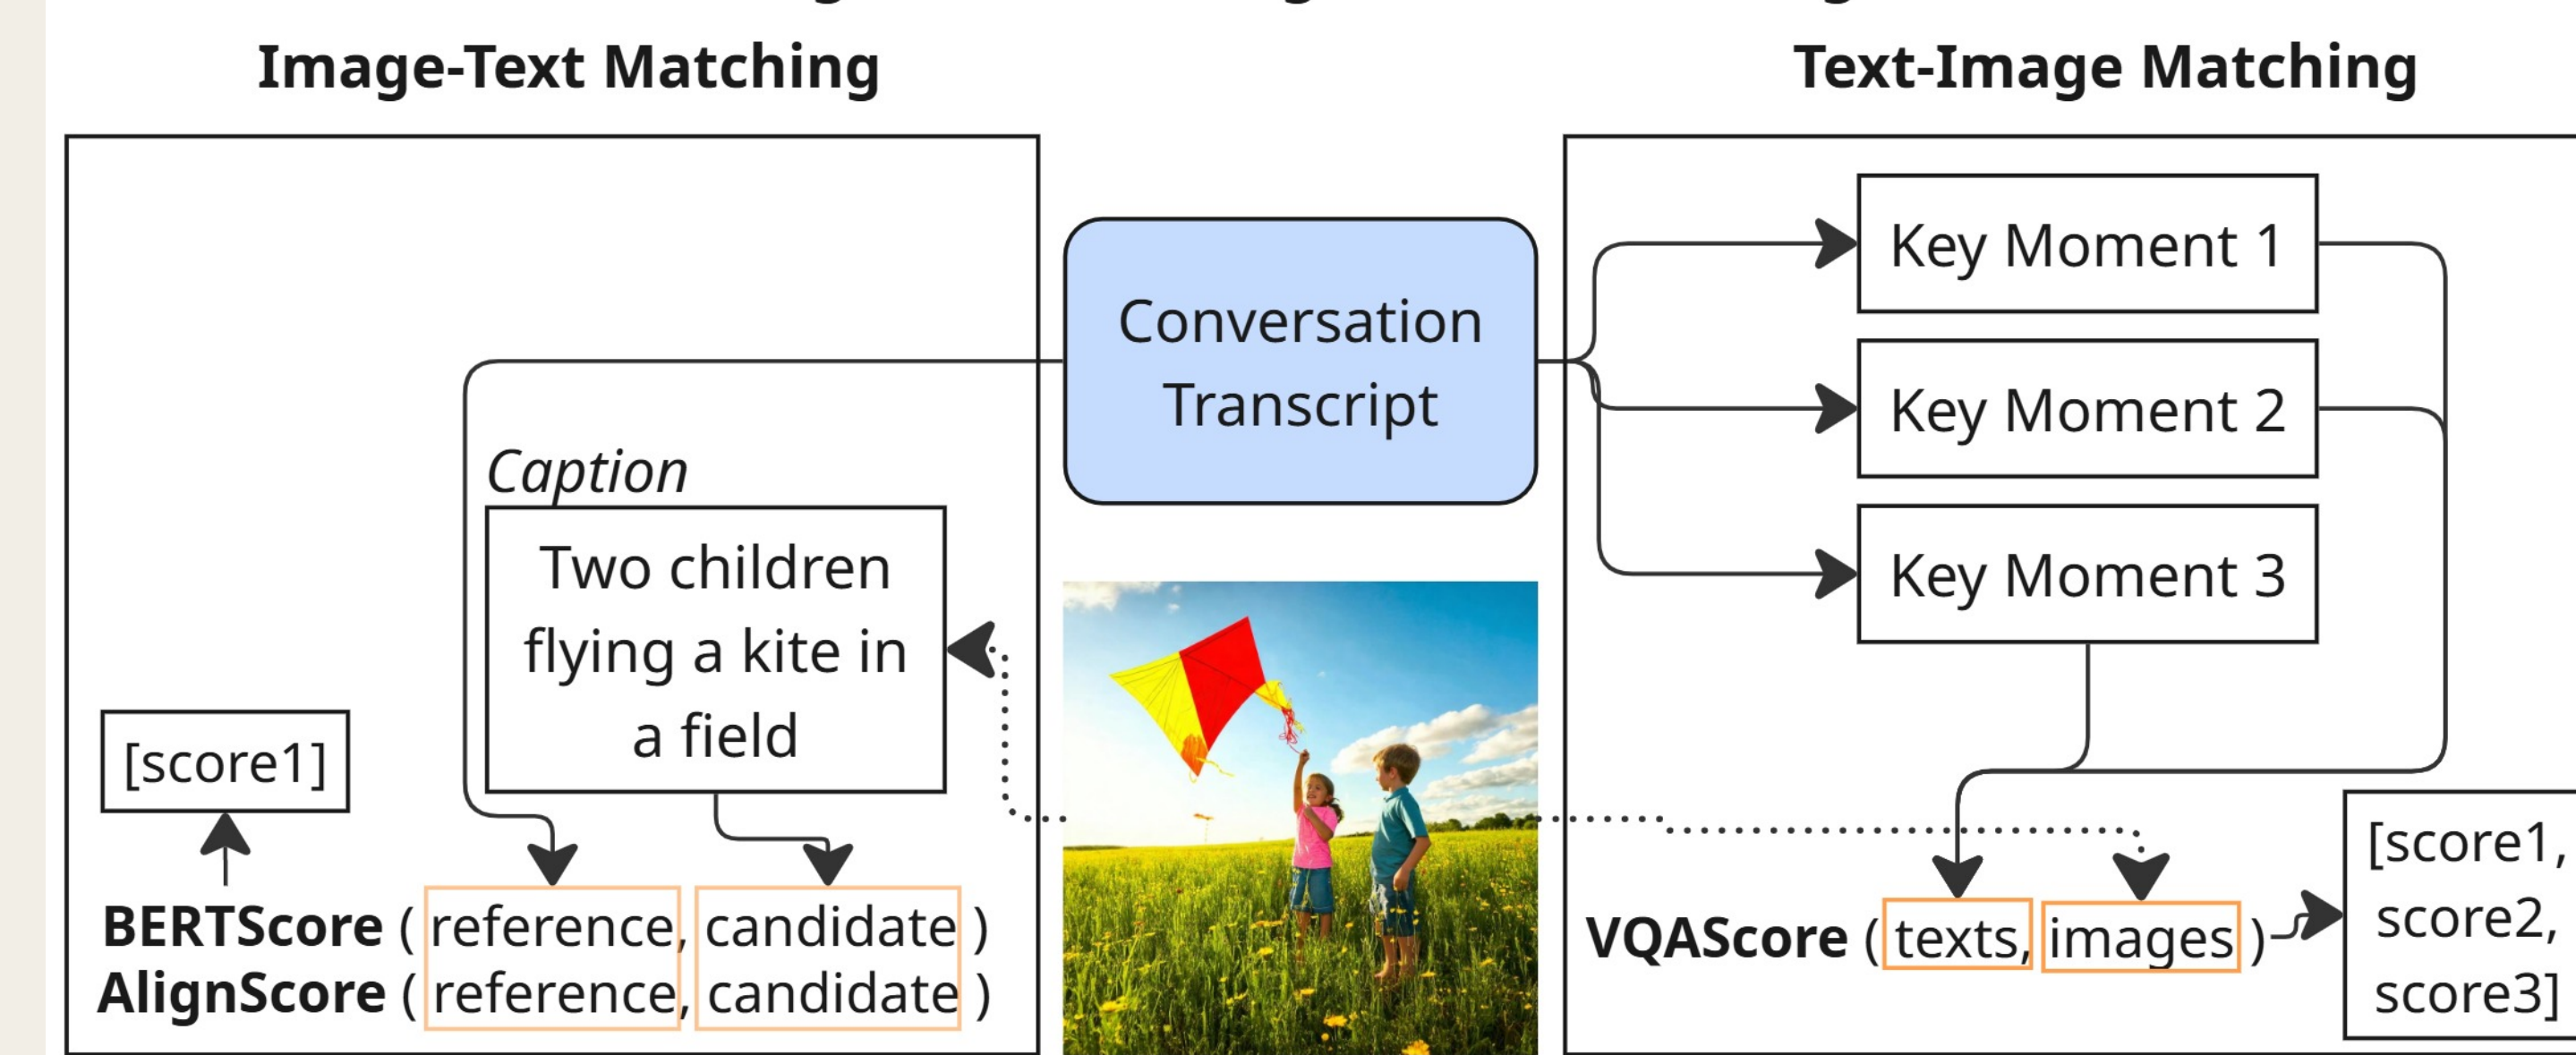 Image-Text Matching
Text-Image Matching
Conversation
Transcript
Caption
Two children
flying a kite in
a field
[score1]
BERTScore ( reference, candidate )
AlignScore ( reference, candidate )
Key Moment 1
Key Moment 2
Key Moment 3
VQAScore ( texts, images )
[score1,
score2,
score3]